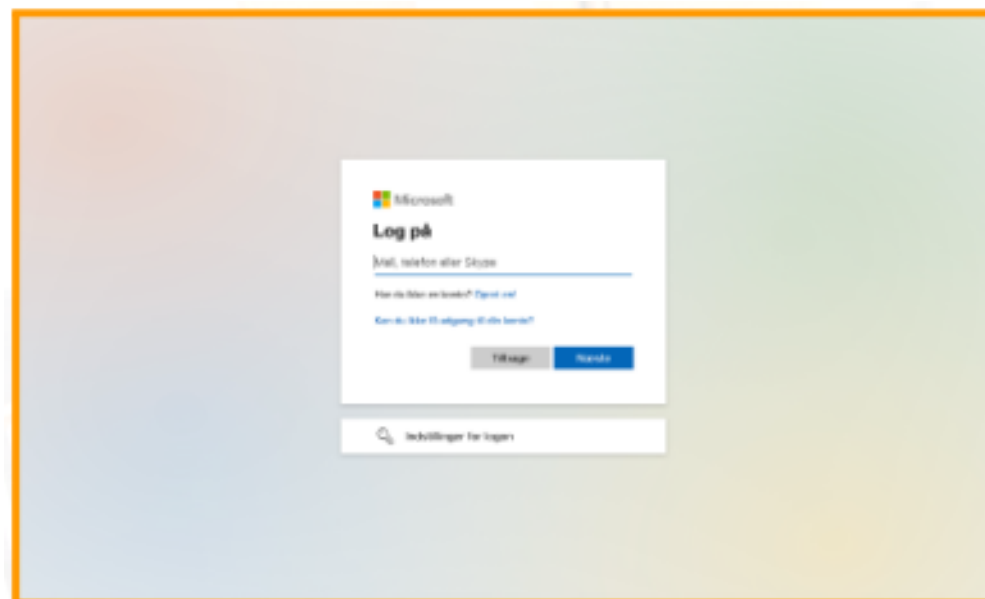 Microsoft
Log på
Mail, telefon eller Skype
Har du ikke en konto? Opret en!
Kan du ikke få adgang til din konto?
Tilbage
Næste
Indstillinger for logon